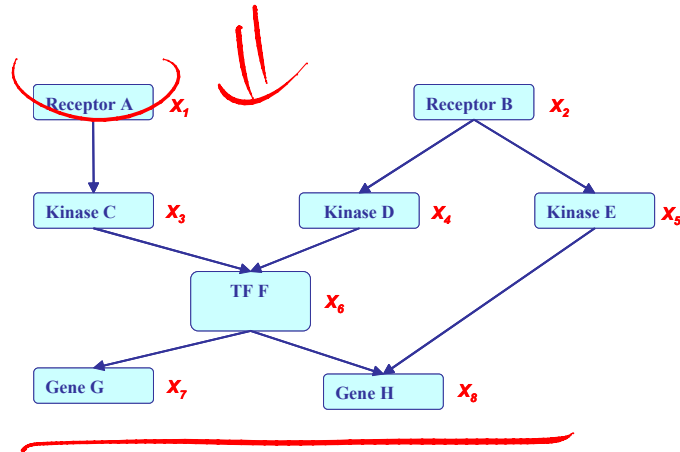 Receptor A X1
Receptor B X2
Kinase C X3
Kinase D X4
Kinase E X5
TF F X6
Gene G X7
Gene H X8